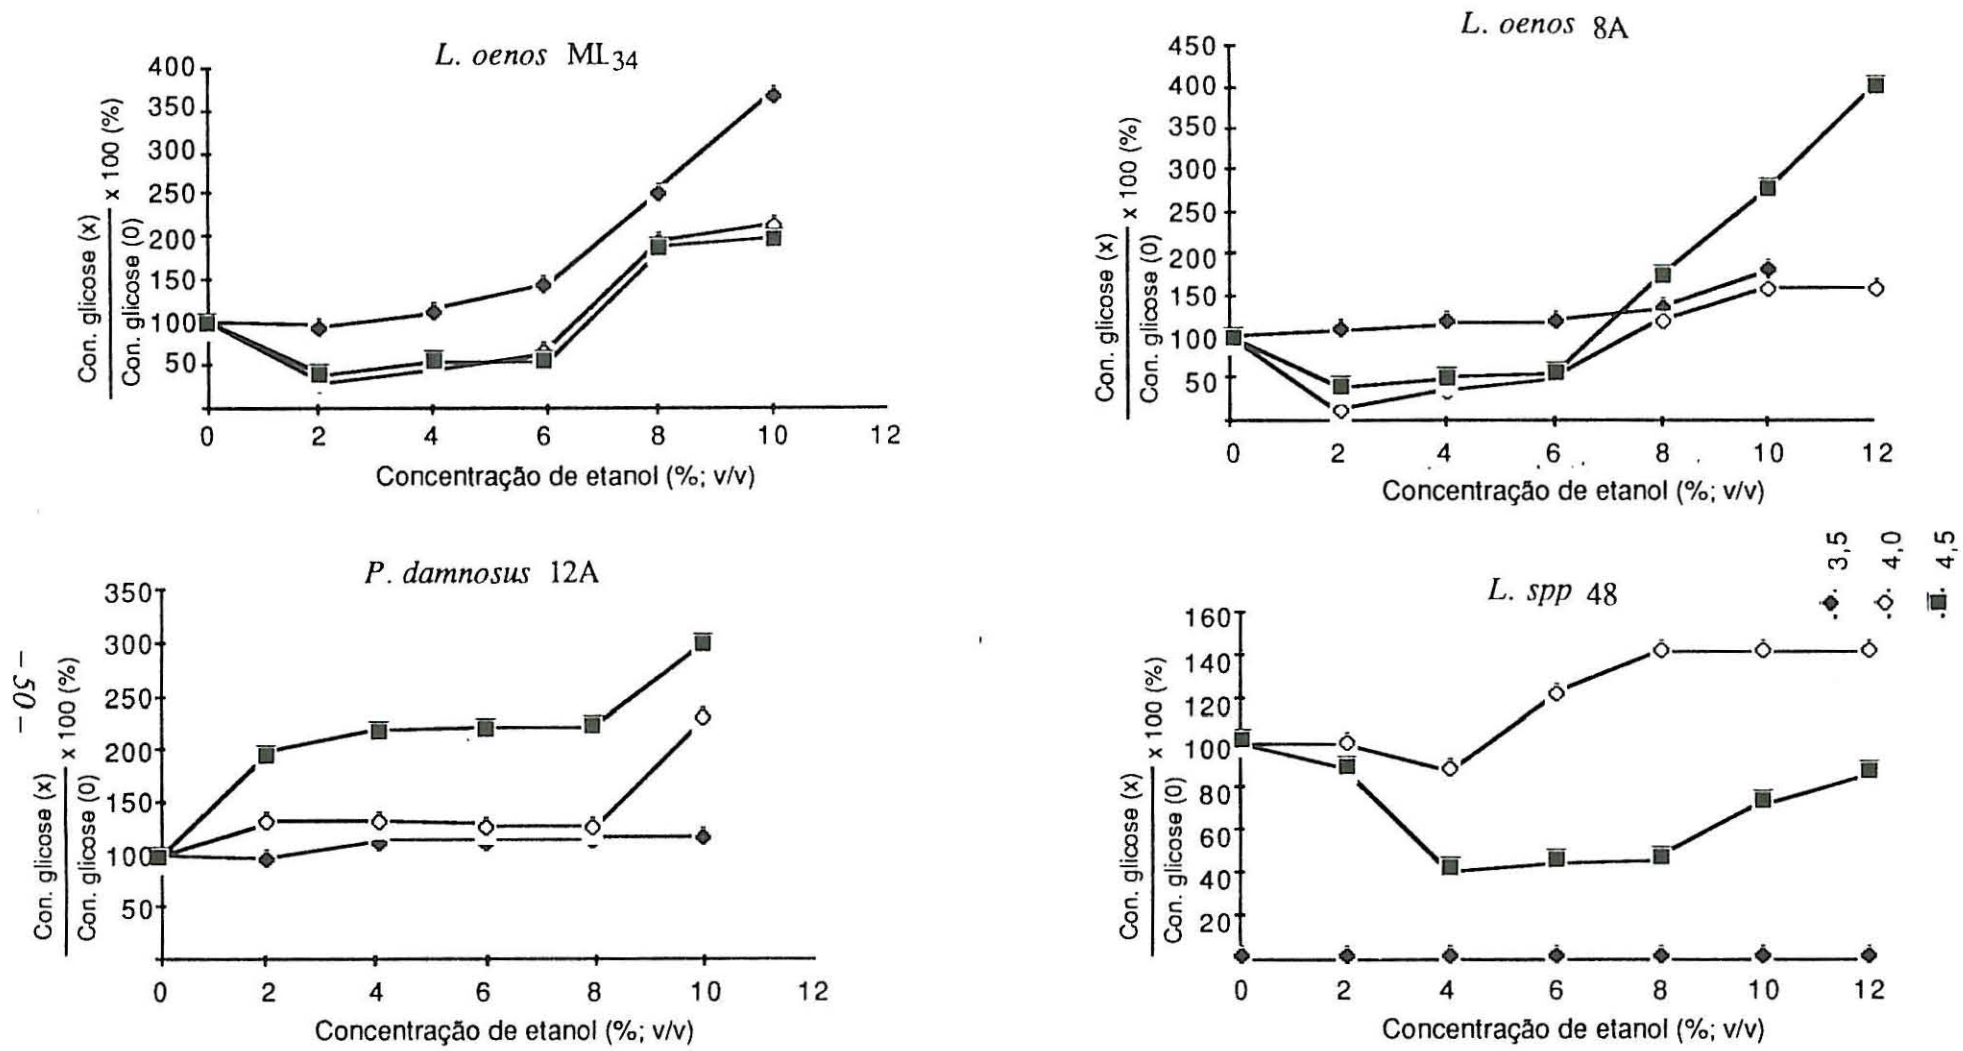 L. oenos ML34
400
350
300
250
200
150
100
50
Con. glicose (x)
Con. glicose (0)
x 100 (%)
0 2 4 6 8 10 12
Concentração de etanol (%; v/v)
L. oenos 8A
450
400
350
300
250
200
150
100
50
Con. glicose (x)
Con. glicose (0)
x 100 (%)
0 2 4 6 8 10 12
Concentração de etanol (%; v/v)
P. damnosus 12A
350
300
250
200
150
100
50
Con. glicose (x)
Con. glicose (0)
x 100 (%)
0 2 4 6 8 10 12
Concentração de etanol (%; v/v)
- 50 -
L. spp 48
3,5
4,0
4,5
160
140
120
100
80
60
40
20
Con. glicose (x)
Con. glicose (0)
x 100 (%)
0 2 4 6 8 10 12
Concentração de etanol (%; v/v)